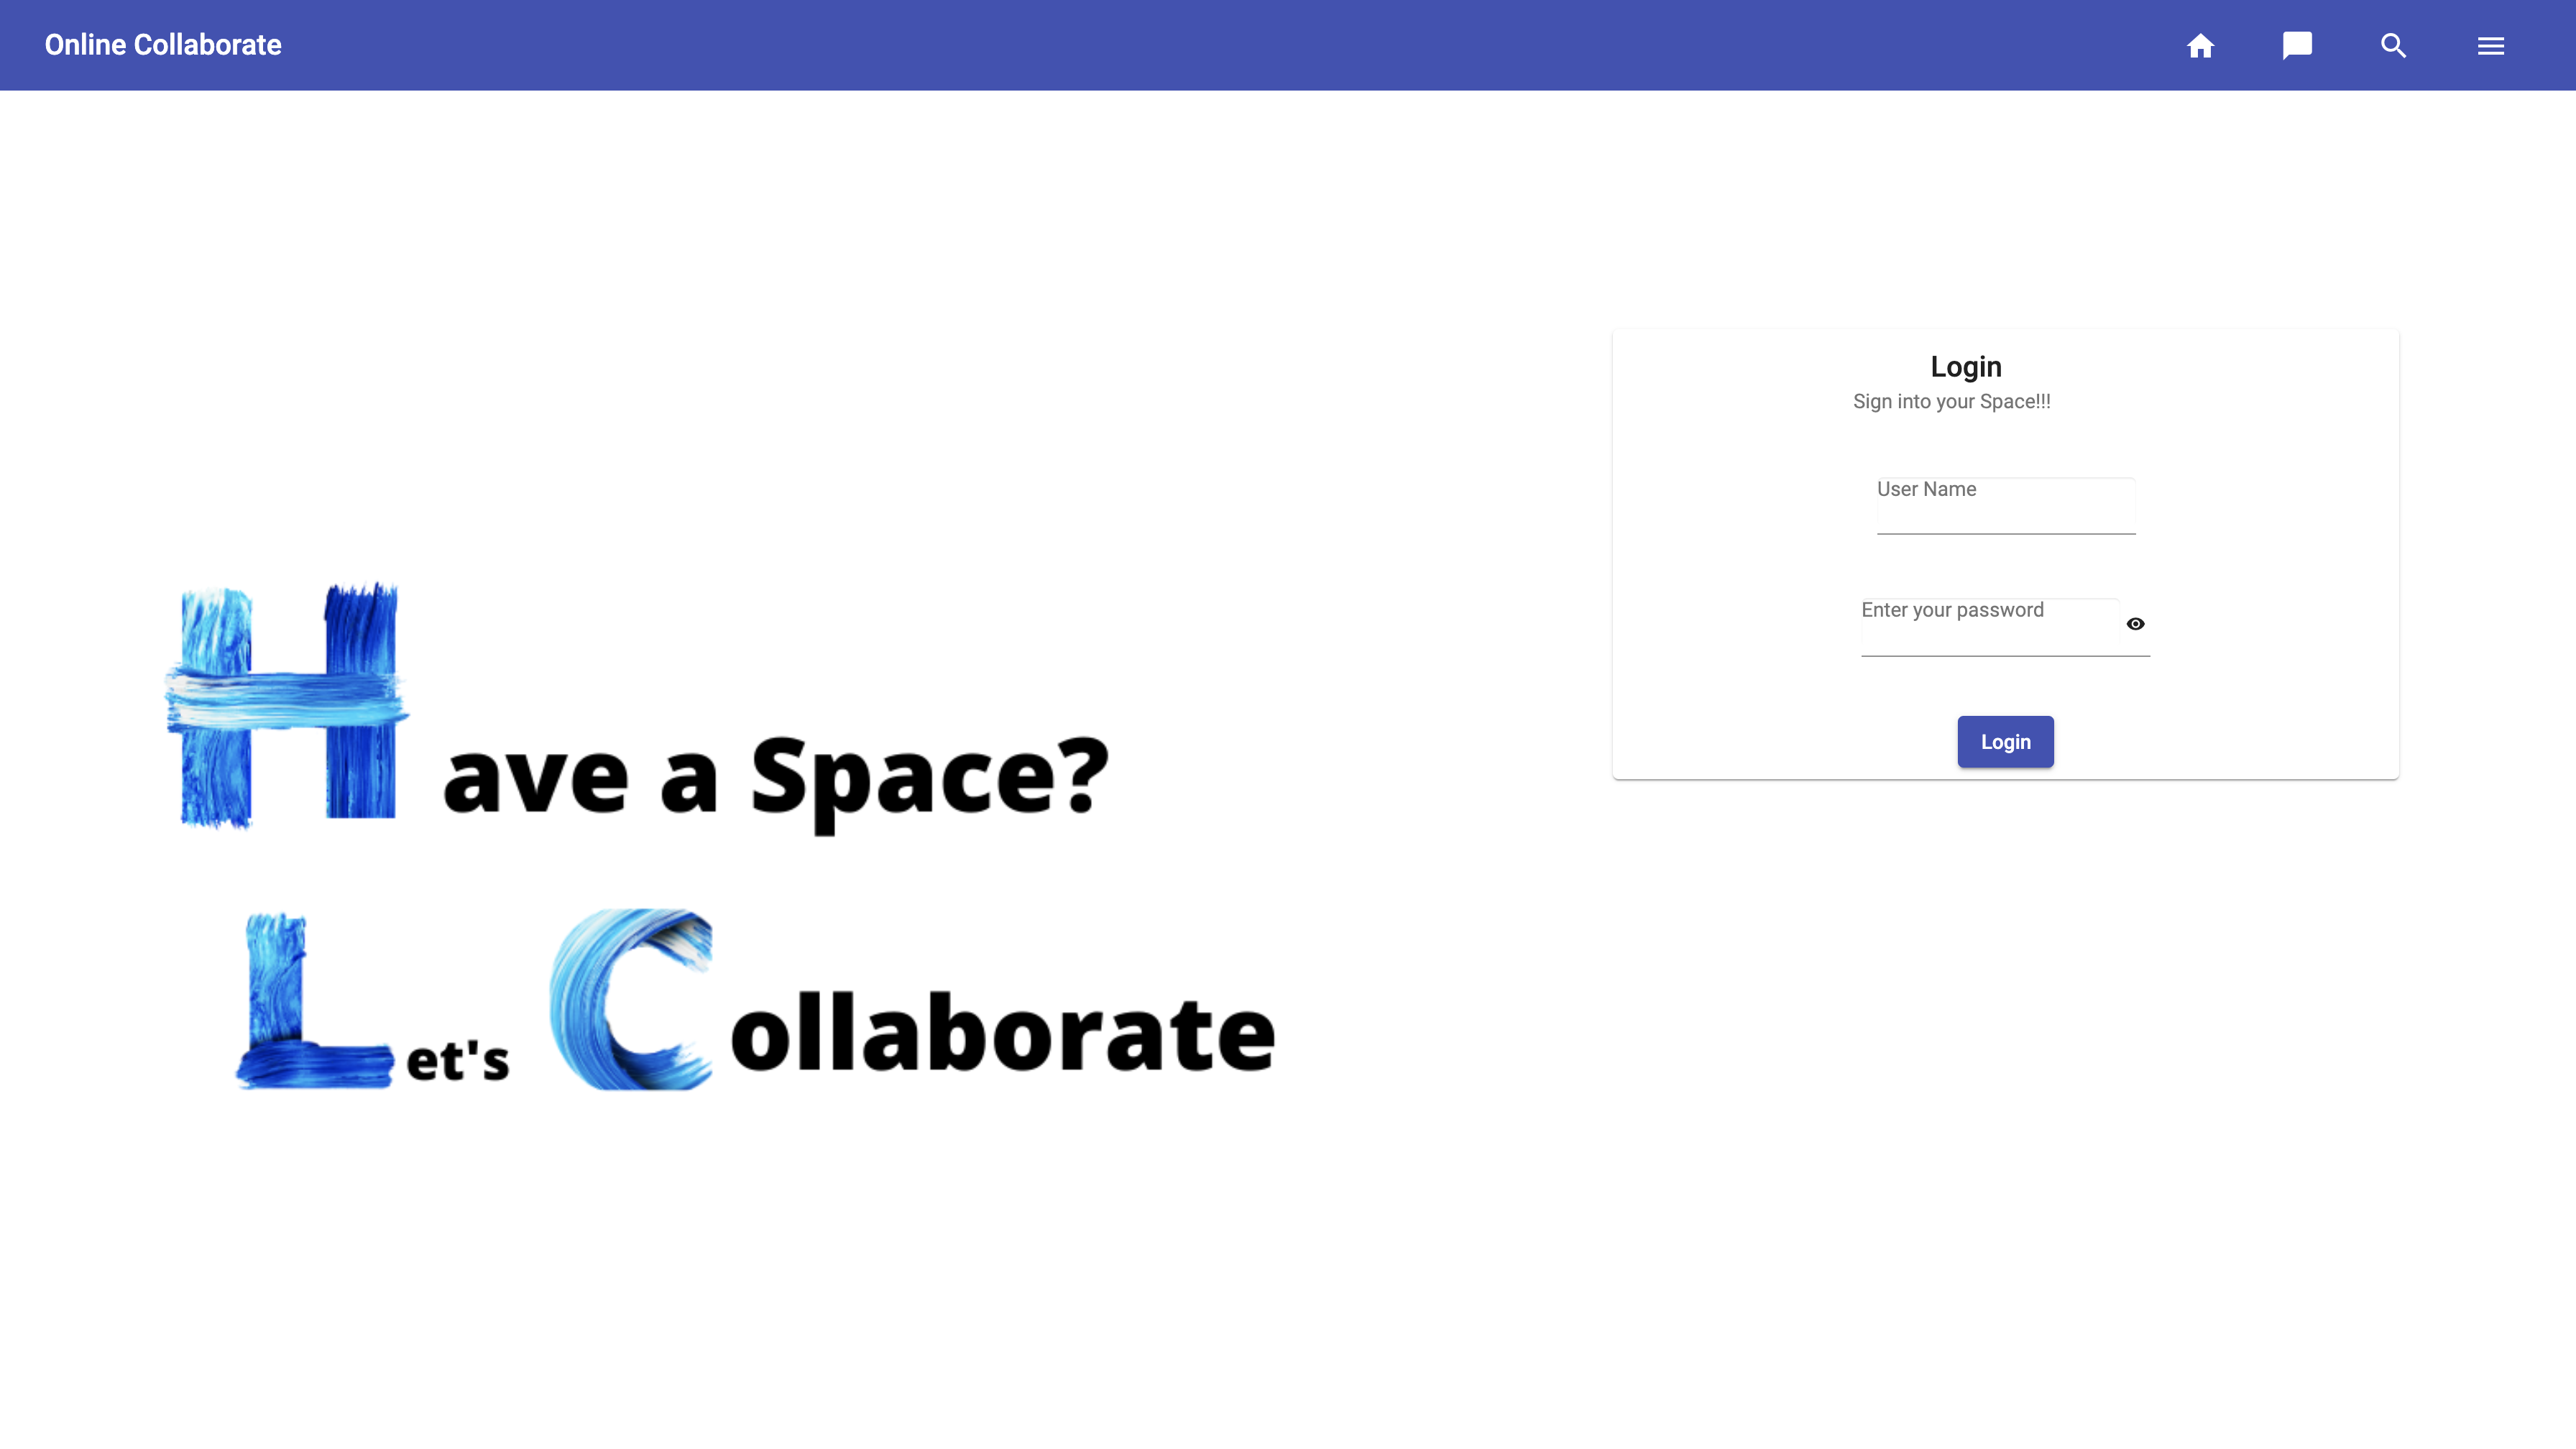 Online Collaborate
Have a Space?
Let's Collaborate
Login
Sign into your Space!!!
User Name
Enter your password
Login